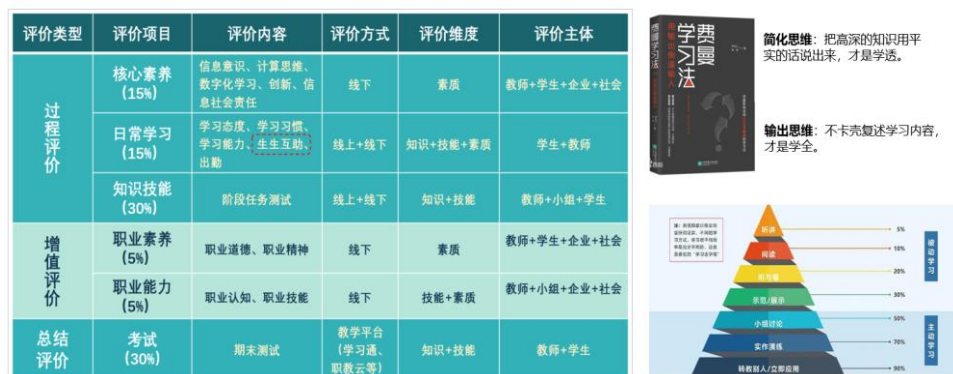 评价类型 评价项目 评价内容 评价方式 评价维度 评价主体
过程评价
核心素养
(15%)
信息意识、计算思维、
数字化学习、创新、信
息社会责任
线下
素质
教师+学生+企业+社会
日常学习
(15%)
学习态度、学习习惯、
学习能力、生生互助、
出勤
线上+线下
知识+技能+素质
学生+教师
知识技能
(30%)
阶段任务测试
线上+线下
知识+技能
教师+小组+学生
增值评价
职业素养
(5%)
职业道德、职业精神
线下
素质
教师+学生+企业+社会
职业能力
(5%)
职业认知、职业技能
线下
技能+素质
教师+小组+企业+社会
总结
评价
考试
(30%)
期末测试
教学平台
(学习通、
职教云等)
知识+技能
教师+学生
费曼
学习法
简化思维：把高深的知识用平
实的话说出来，才是学透。
输出思维：不卡壳复述学习内容，
才是学全。
听讲 5%
阅读 10%
20%
示范/展示 30%
小组讨论 50%
实作演练 70%
转教别人/立即应用 90%
被动学习
主动学习